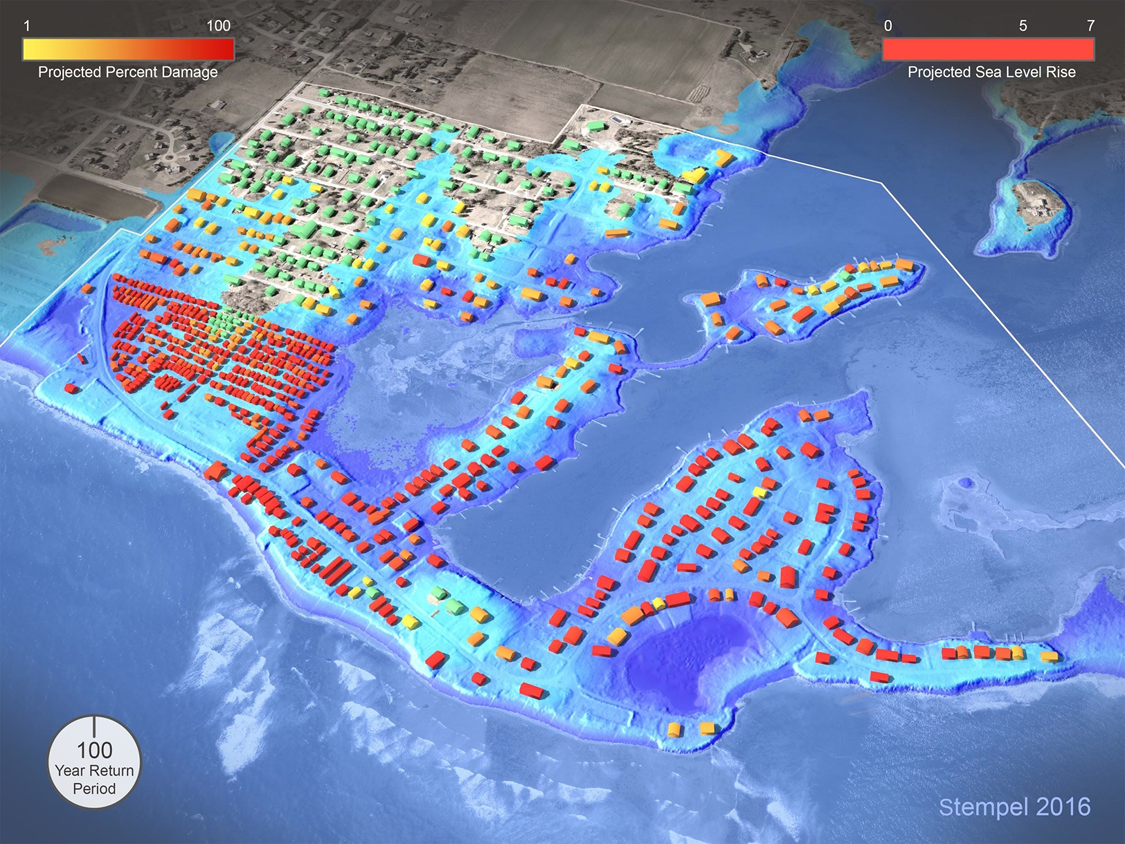 1 100
Projected Percent Damage
0 5 7
Projected Sea Level Rise
100
Year Return
Period
Stempel 2016